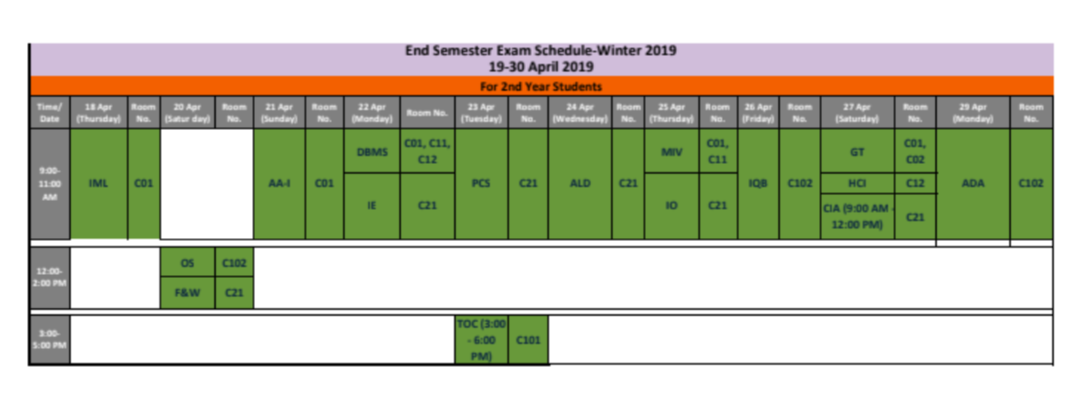 End Semester Exam Schedule-Winter 2019
19-30 April 2019
For 2nd Year Students
Time/ Date 18 Apr (Thursday) Room No. 20 Apr (Satur day) Room No. 21 Apr (Sunday) Room No. 22 Apr (Monday) Room No. 23 Apr (Tuesday) Room No. 24 Apr (Wednesday) Room No. 25 Apr (Thursday) Room No. 26 Apr (Friday) Room No. 27 Apr (Saturday) Room No. 29 Apr (Monday) Room No.
9:00-11:00 AM IML C01 AA-I C01 DBMS C01, C11, C12 PCS C21 ALD C21 MIV C01, C11 IQB C102 GT C01, C02 ADA C102
IE C21 IO C21 HCI C12
CIA (9:00 AM - 12:00 PM) C21
12:00-2:00 PM OS C102
F&W C21
3:00-5:00 PM TOC (3:00 - 6:00 PM) C101